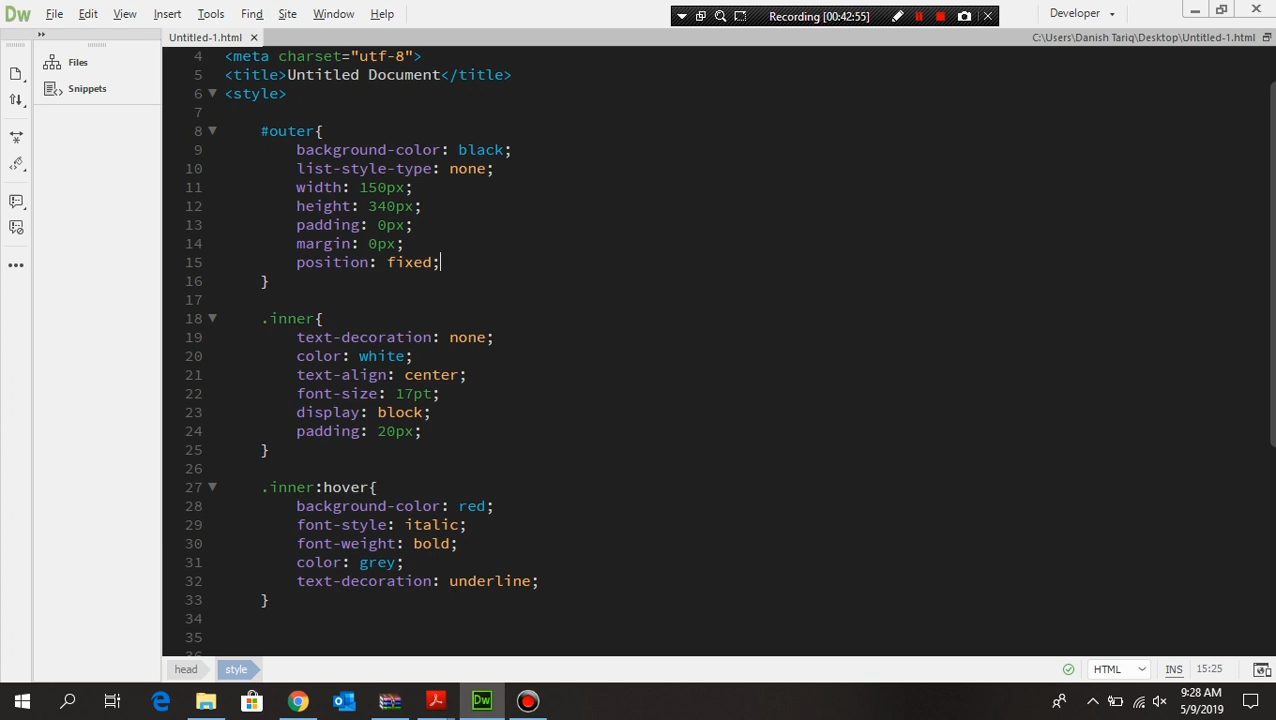 Dw File Edit View Insert Tools Find Site Window Help
Recording [00:42:55]
Developer
Untitled-1.html
C:\Users\Danish Tariq\Desktop\Untitled-1.html
Files
Snippets
4 <meta charset="utf-8">
5 <title>Untitled Document</title>
6 <style>
7
8 #outer{
9 background-color: black;
10 list-style-type: none;
11 width: 150px;
12 height: 340px;
13 padding: 0px;
14 margin: 0px;
15 position: fixed;
16 }
17
18 .inner{
19 text-decoration: none;
20 color: white;
21 text-align: center;
22 font-size: 17pt;
23 display: block;
24 padding: 20px;
25 }
26
27 .inner:hover{
28 background-color: red;
29 font-style: italic;
30 font-weight: bold;
31 color: grey;
32 text-decoration: underline;
33 }
34
35
36
head style
HTML INS 15:25
Dw
9:28 AM
5/9/2019